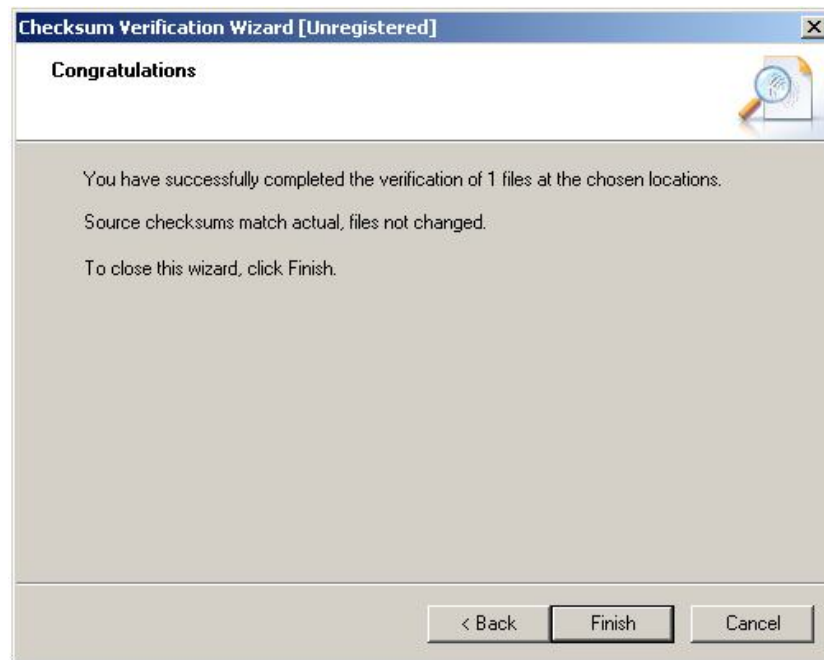 Checksum Verification Wizard [Unregistered]
Congratulations
You have successfully completed the verification of 1 files at the chosen locations.
Source checksums match actual, files not changed.
To close this wizard, click Finish.
< Back
Finish
Cancel